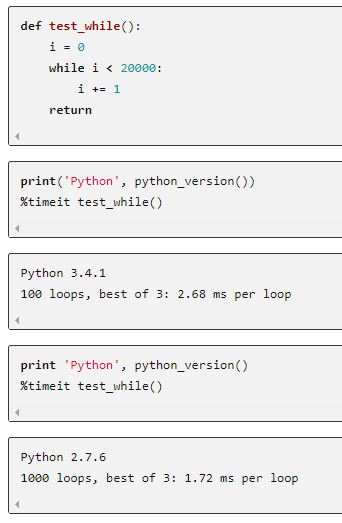 def test_while():
    i = 0
    while i < 20000:
        i += 1
    return
print('Python', python_version())
%timeit test_while()
Python 3.4.1
100 loops, best of 3: 2.68 ms per loop
print 'Python', python_version()
%timeit test_while()
Python 2.7.6
1000 loops, best of 3: 1.72 ms per loop